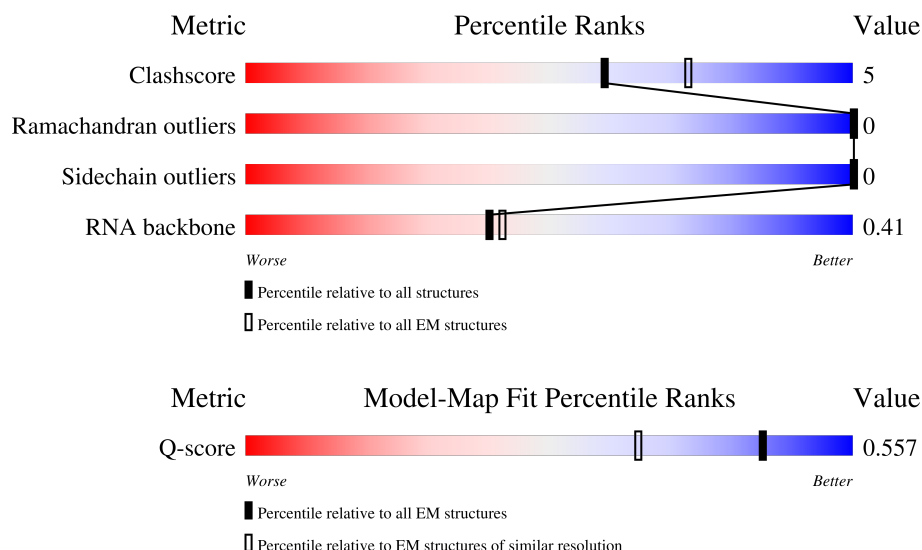 Metric Percentile Ranks Value
Clashscore 5
Ramachandran outliers 0
Sidechain outliers 0
RNA backbone 0.41
Worse Better
Percentile relative to all structures
Percentile relative to all EM structures
Metric Model-Map Fit Percentile Ranks Value
Q-score 0.557
Worse Better
Percentile relative to all EM structures
Percentile relative to EM structures of similar resolution